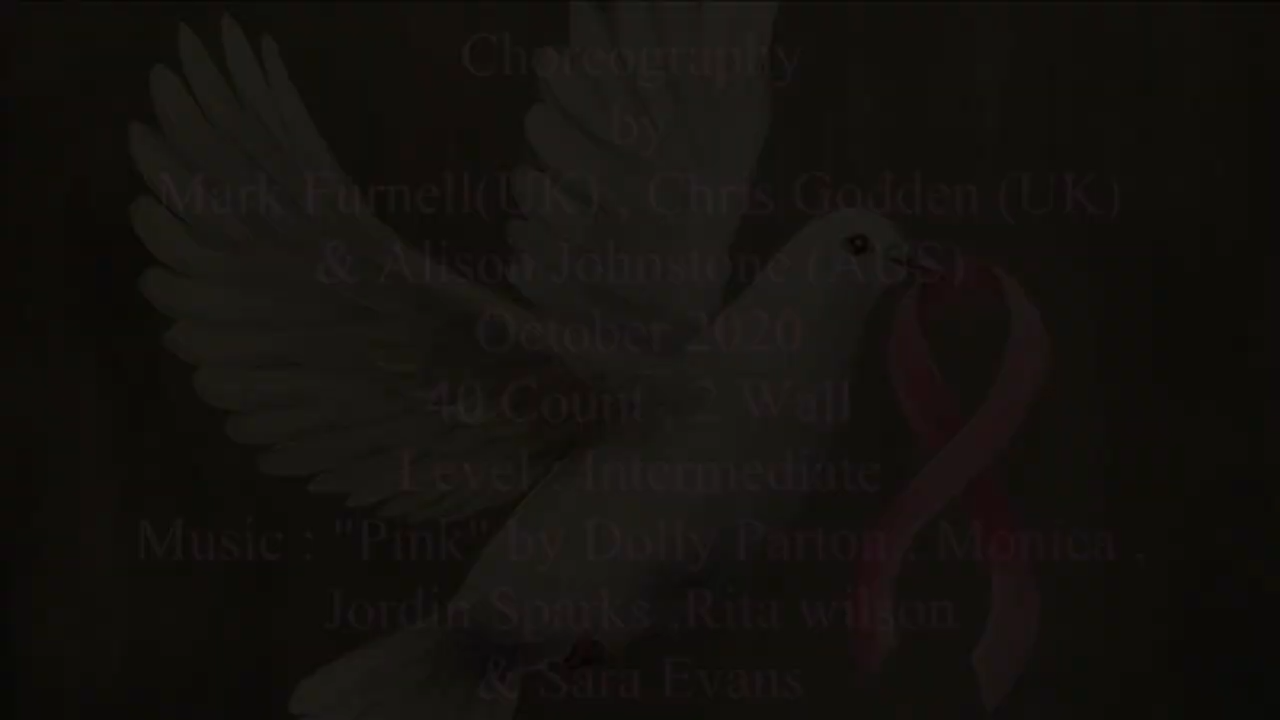 Choreography
by
Mark Furnell(UK) , Chris Godden (UK)
& Alison Johnstone (AUS)
October 2020
40 Count , 2 Wall
Level : Intermediate
Music : "Pink" by Dolly Parton , Monica ,
Jordin Sparks .Rita wilson
& Sara Evans